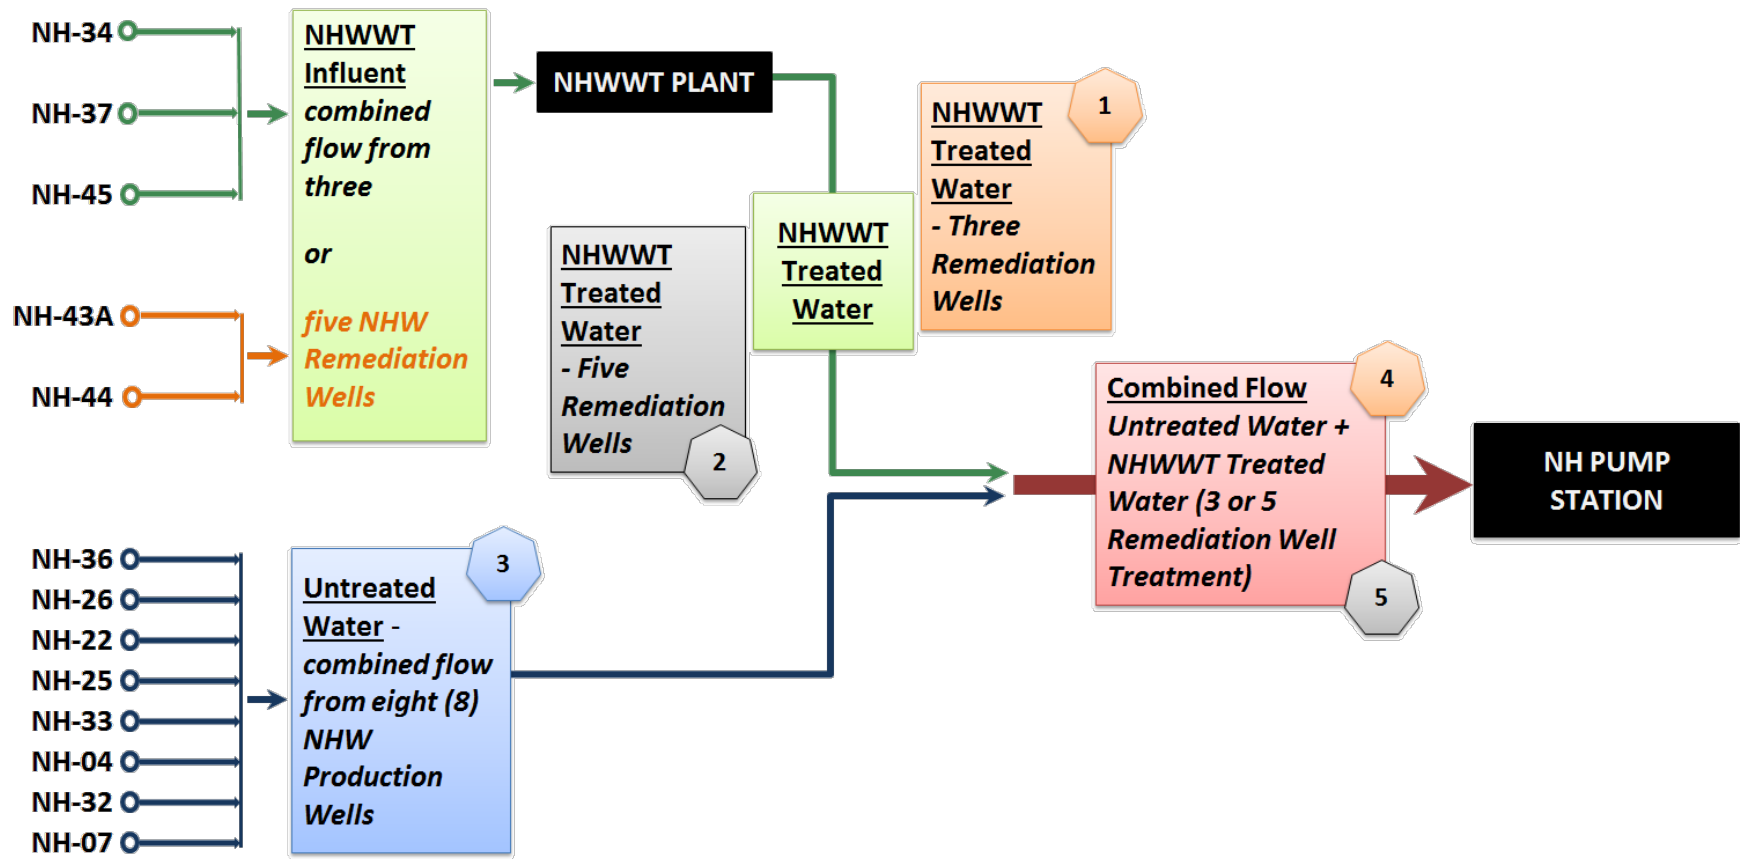 NH-34
NH-37
NH-45
NH-43A
NH-44
NHWWT
Influent
combined
flow from
three
or
five NHW
Remediation
Wells
NHWWT PLANT
NHWWT
Treated
Water
1
NHWWT
Treated
Water
- Three
Remediation
Wells
NHWWT
Treated
Water
- Five
Remediation
Wells
2
NH-36
NH-26
NH-22
NH-25
NH-33
NH-04
NH-32
NH-07
3
Untreated
Water -
combined flow
from eight (8)
NHW
Production
Wells
4
Combined Flow
Untreated Water +
NHWWT Treated
Water (3 or 5
Remediation Well
Treatment)
5
NH PUMP
STATION